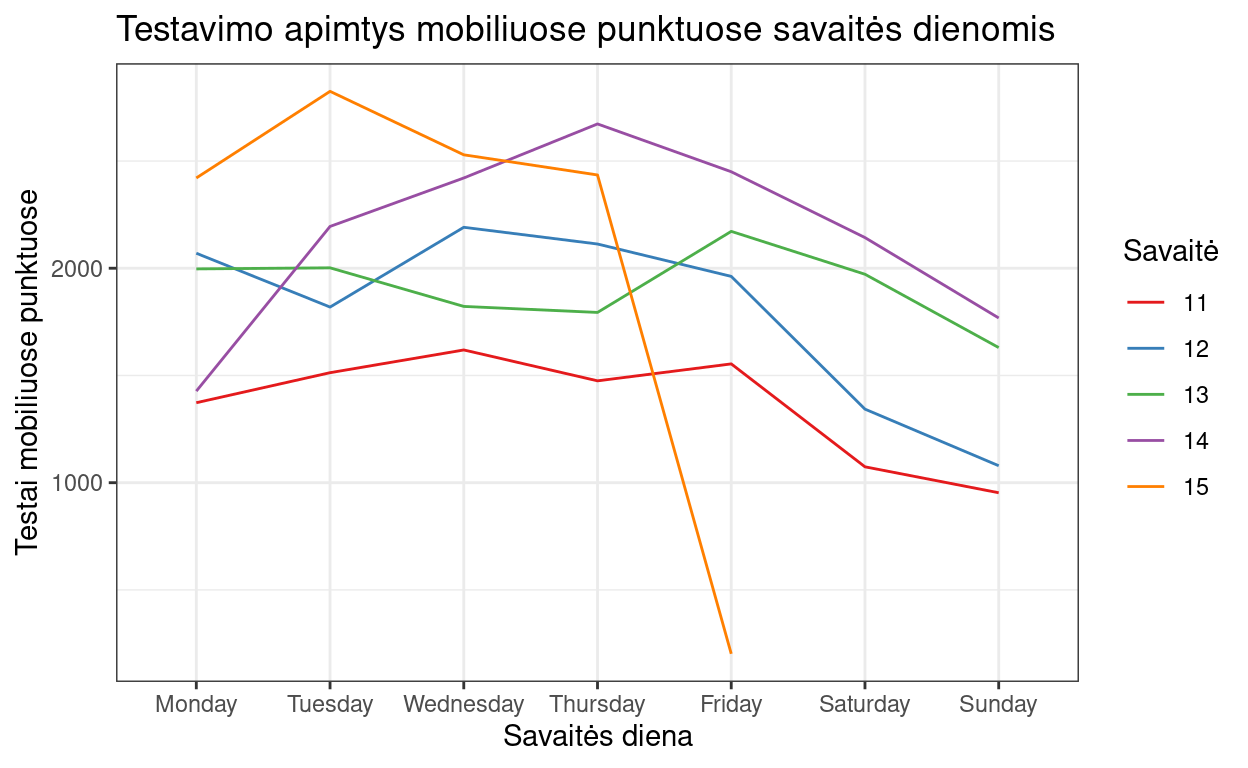 Testavimo apimtys mobiliuose punktuose savaitės dienomis
Testai mobiliuose punktuose
2000
1000
Monday Tuesday Wednesday Thursday Friday Saturday Sunday
Savaitės diena
Savaitė
11
12
13
14
15